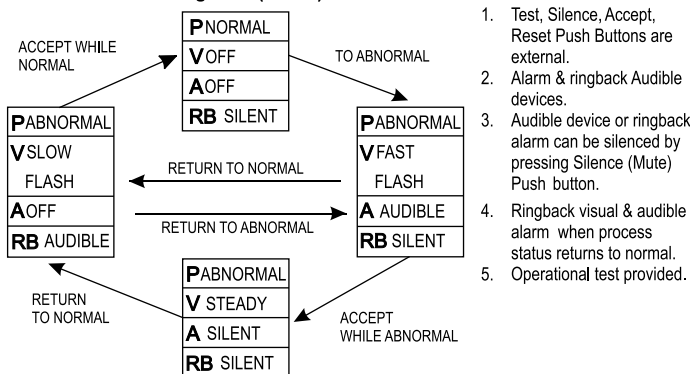 PNORMAL
VOFF
AOFF
RB SILENT
ACCEPT WHILE
NORMAL
TO ABNORMAL
PABNORMAL
VSLOW
FLASH
AOFF
RB AUDIBLE
RETURN TO NORMAL
RETURN TO ABNORMAL
PABNORMAL
VFAST
FLASH
A AUDIBLE
RB SILENT
RETURN
TO NORMAL
PABNORMAL
V STEADY
A SILENT
RB SILENT
ACCEPT
WHILE ABNORMAL
1. Test, Silence, Accept,
Reset Push Buttons are
external.
2. Alarm & ringback Audible
devices.
3. Audible device or ringback
alarm can be silenced by
pressing Silence (Mute)
Push button.
4. Ringback visual & audible
alarm when process
status returns to normal.
5. Operational test provided.